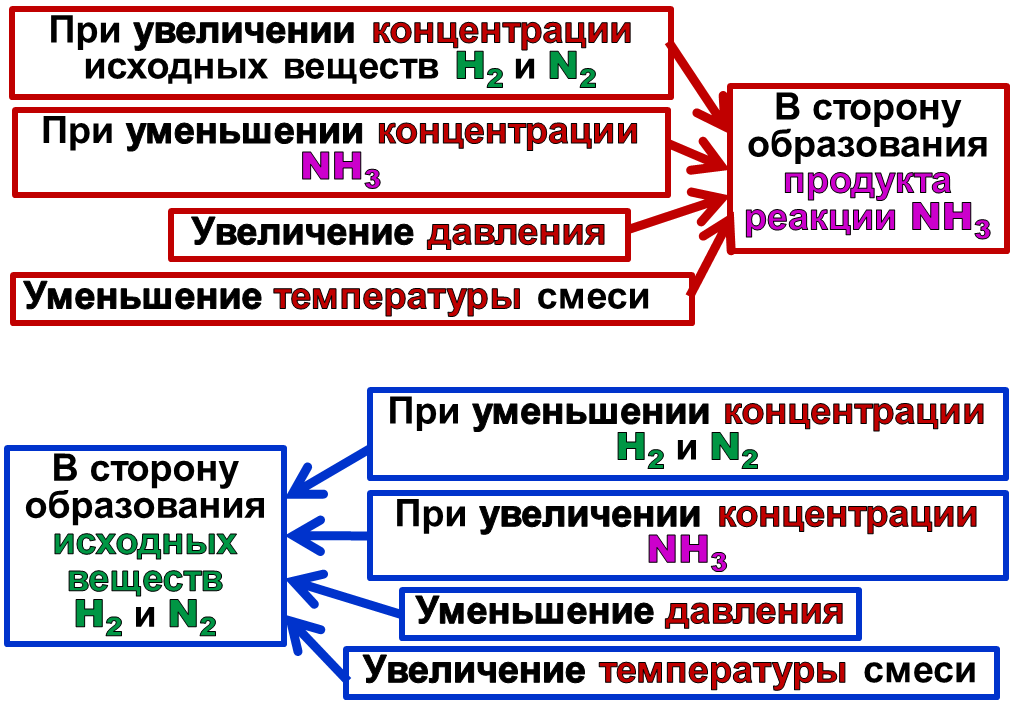 При увеличении концентрации
исходных веществ H₂ и N₂
При уменьшении концентрации
NH₃
Увеличение давления
Уменьшение температуры смеси
В сторону
образования
продукта
реакции NH₃
В сторону
образования
исходных
веществ
H₂ и N₂
При уменьшении концентрации
H₂ и N₂
При увеличении концентрации
NH₃
Уменьшение давления
Увеличение температуры смеси